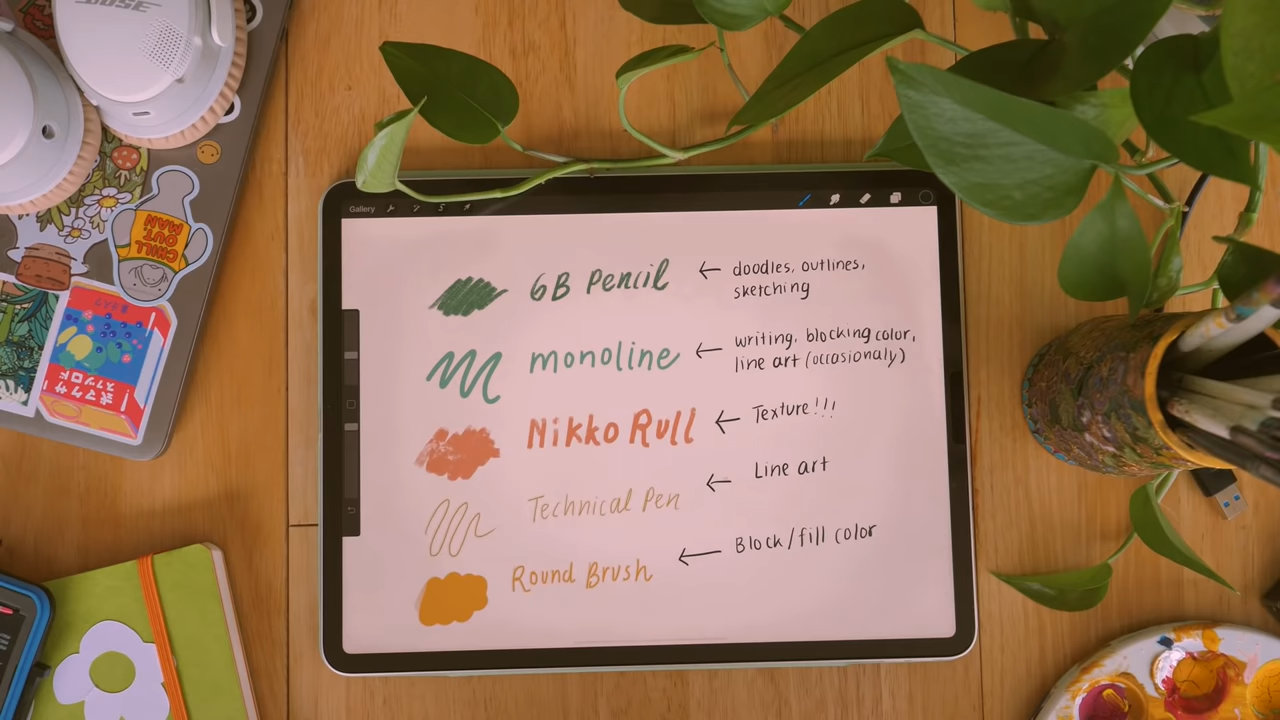 BOSE
CHILL
OUT
MAN
Gallery
6B Pencil ← doodles, outlines,
sketching
monoline ← writing, blocking color,
line art (occasionaly)
Nikko Rull ← Texture!!!
Technical Pen ← Line art
Round Brush ← Block/fill color